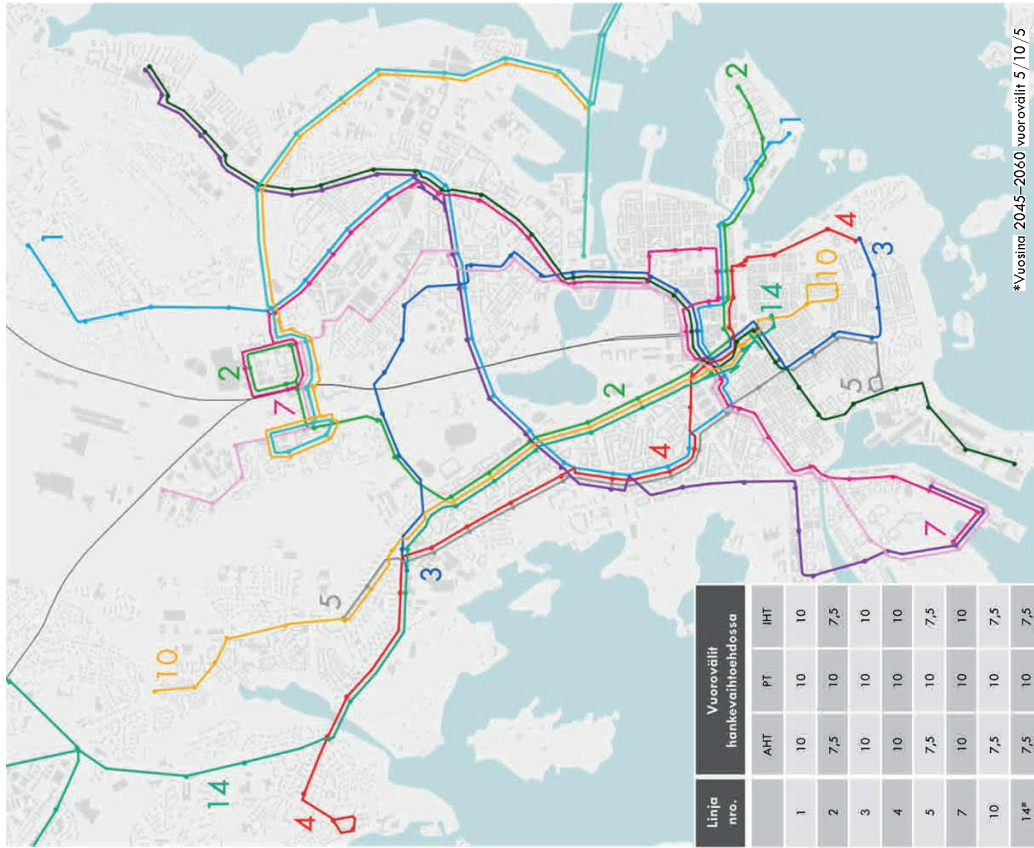 1
10
14
2
7
4
5
3
2
4
2
14
1
10
4
5
3
7
Linja nro. Vuorovälit
hankevaihtoehdossa
AHT PT IHT
1 10 10 10
2 7,5 10 7,5
3 10 10 10
4 10 10 10
5 7,5 10 7,5
7 10 10 10
10 7,5 10 7,5
14* 7,5 10 7,5
*Vuosina 2045–2060 vuorovälit 5/10/5